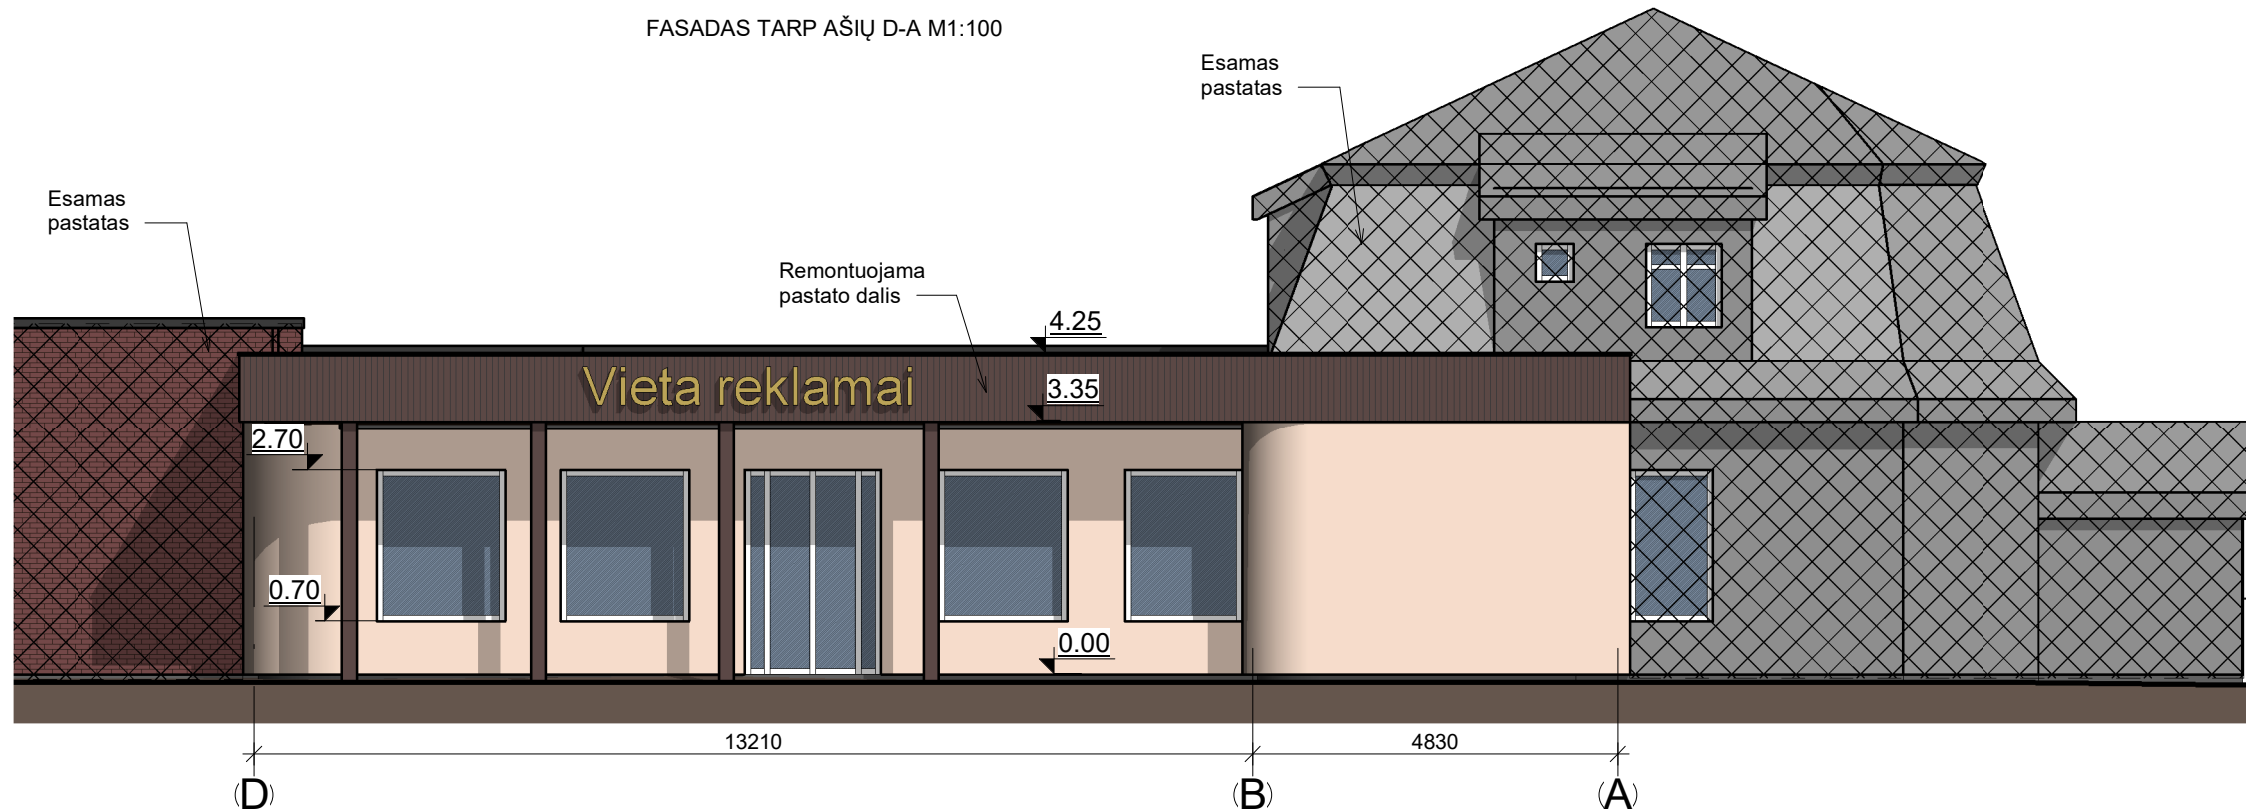 FASADAS TARP AŠIŲ D-A M1:100
Esamas
pastatas
Esamas
pastatas
Remontuojama
pastato dalis
4.25
Vieta reklamai
3.35
2.70
0.70
0.00
13210
4830
D
B
A